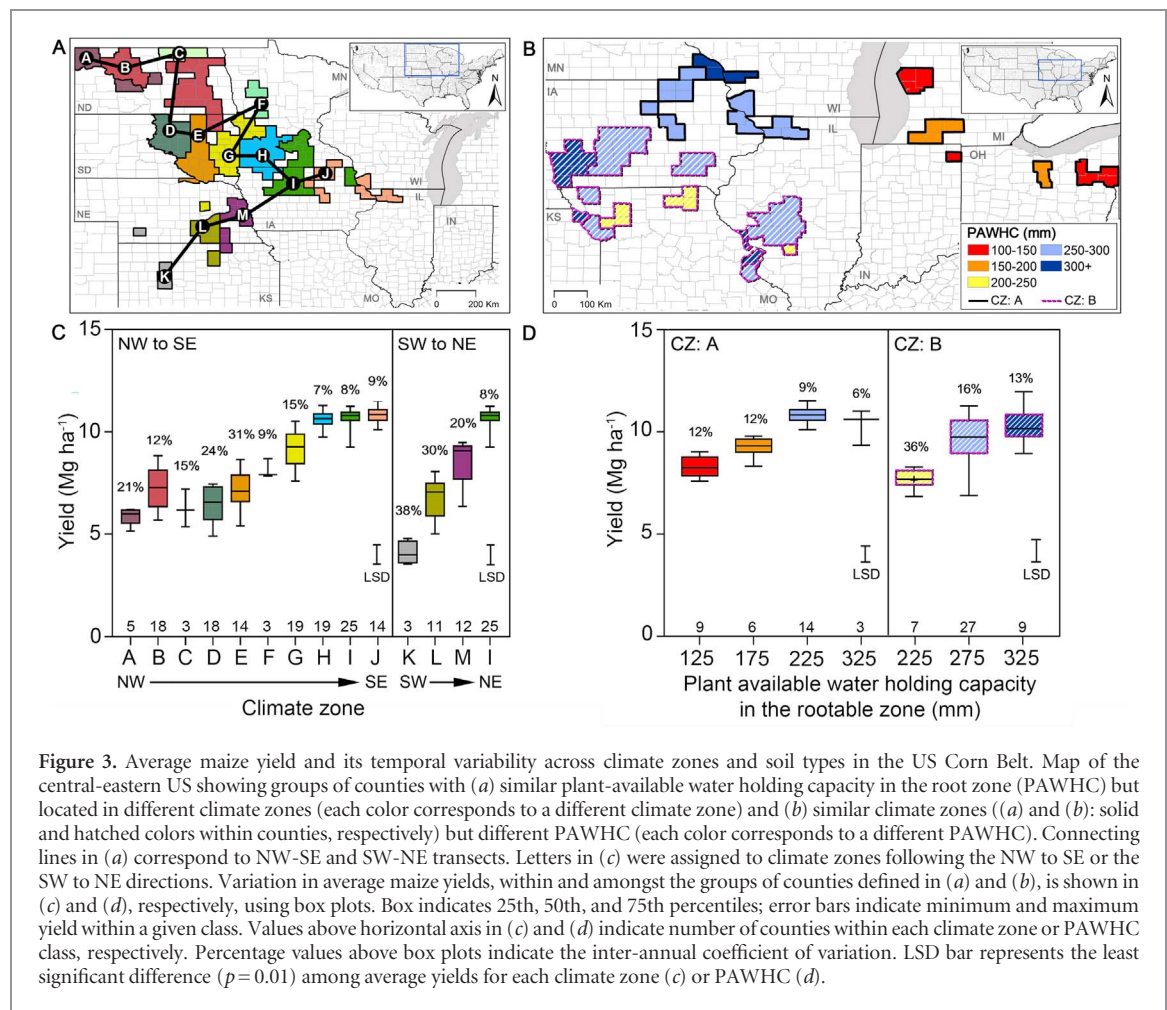 A
B
A
B
C
D
E
F
G
H
I
J
K
L
M
ND
SD
NE
MN
WI
IL
IA
IN
KS
MO
N
0 200 Km
MN
IA
WI
IL
MI
OH
KS
IN
MO
N
0 100 Km
PAWHC (mm)
100-150 250-300
150-200 300+
200-250
CZ: A CZ: B
C
NW to SE SW to NE
Yield (Mg ha⁻¹)
15
10
5
0
21% 12% 15% 24% 31% 9% 15% 7% 8% 9% 38% 30% 20% 8%
LSD LSD
5 18 3 18 14 3 19 19 25 14 3 11 12 25
A B C D E F G H I J K L M I
NW SE SW NE
Climate zone
D
CZ: A CZ: B
Yield (Mg ha⁻¹)
15
10
5
0
12% 12% 9% 6% 36% 16% 13%
LSD LSD
9 6 14 3 7 27 9
125 175 225 325 225 275 325
Plant available water holding capacity
in the rootable zone (mm)
Figure 3. Average maize yield and its temporal variability across climate zones and soil types in the US Corn Belt. Map of the
central-eastern US showing groups of counties with (a) similar plant-available water holding capacity in the root zone (PAWHC) but
located in different climate zones (each color corresponds to a different climate zone) and (b) similar climate zones ((a) and (b): solid
and hatched colors within counties, respectively) but different PAWHC (each color corresponds to a different PAWHC). Connecting
lines in (a) correspond to NW-SE and SW-NE transects. Letters in (c) were assigned to climate zones following the NW to SE or the
SW to NE directions. Variation in average maize yields, within and amongst the groups of counties defined in (a) and (b), is shown in
(c) and (d), respectively, using box plots. Box indicates 25th, 50th, and 75th percentiles; error bars indicate minimum and maximum
yield within a given class. Values above horizontal axis in (c) and (d) indicate number of counties within each climate zone or PAWHC
class, respectively. Percentage values above box plots indicate the inter-annual coefficient of variation. LSD bar represents the least
significant difference (p = 0.01) among average yields for each climate zone (c) or PAWHC (d).